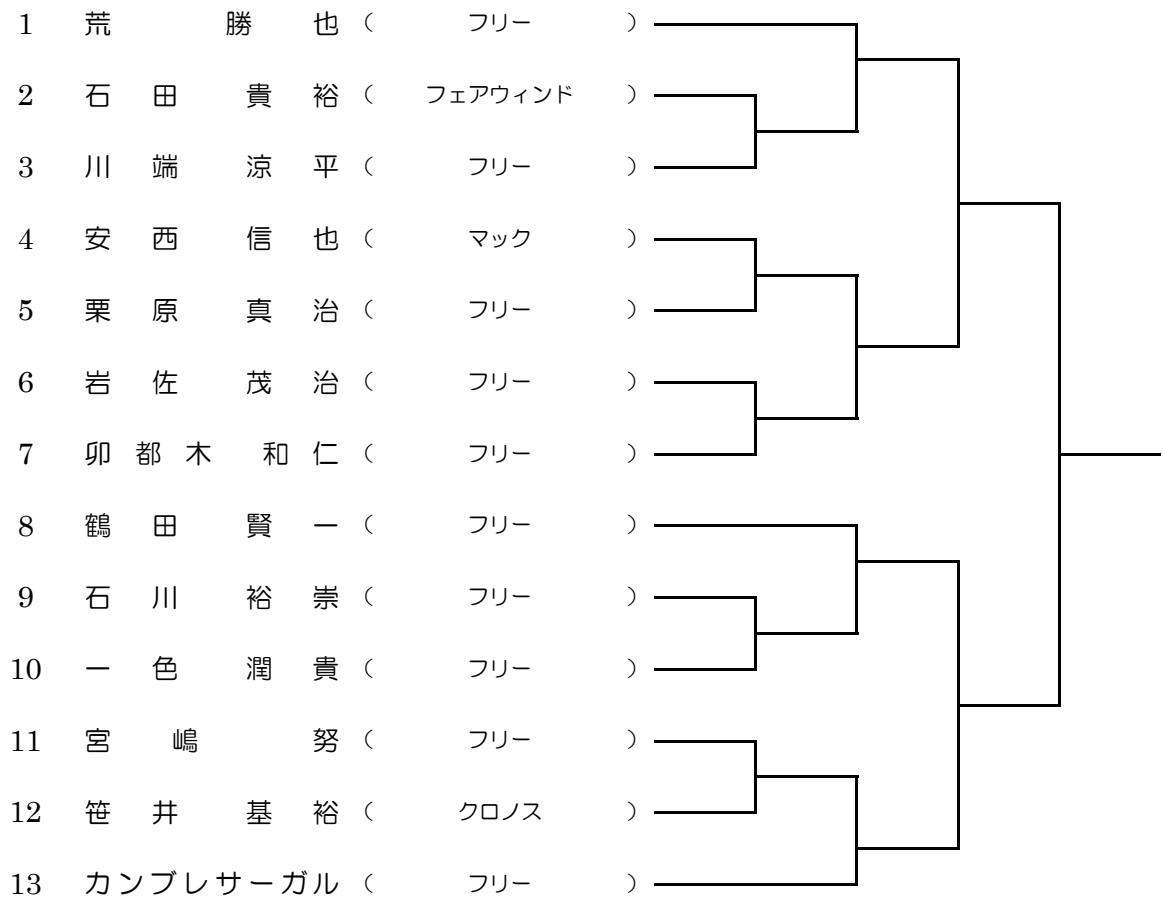 1 荒 勝也 ( フリー )
2 石田 貴裕 ( フェアウィンド )
3 川端 涼平 ( フリー )
4 安西 信也 ( マック )
5 栗原 真治 ( フリー )
6 岩佐 茂治 ( フリー )
7 卯都木 和仁 ( フリー )
8 鶴田 賢一 ( フリー )
9 石川 裕崇 ( フリー )
10 一色 潤貴 ( フリー )
11 宮嶋 努 ( フリー )
12 笹井 基裕 ( クロノス )
13 カンブレサーガル ( フリー )